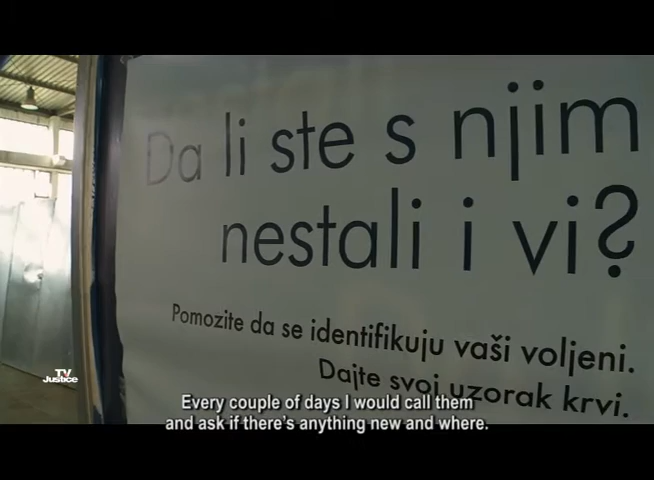 Da li ste s njim
nestali i vi?
Pomozite da se identifikuju vaši voljeni.
Dajte svoj uzorak krvi.
TV
Justice
Every couple of days I would call them
and ask if there's anything new and where.